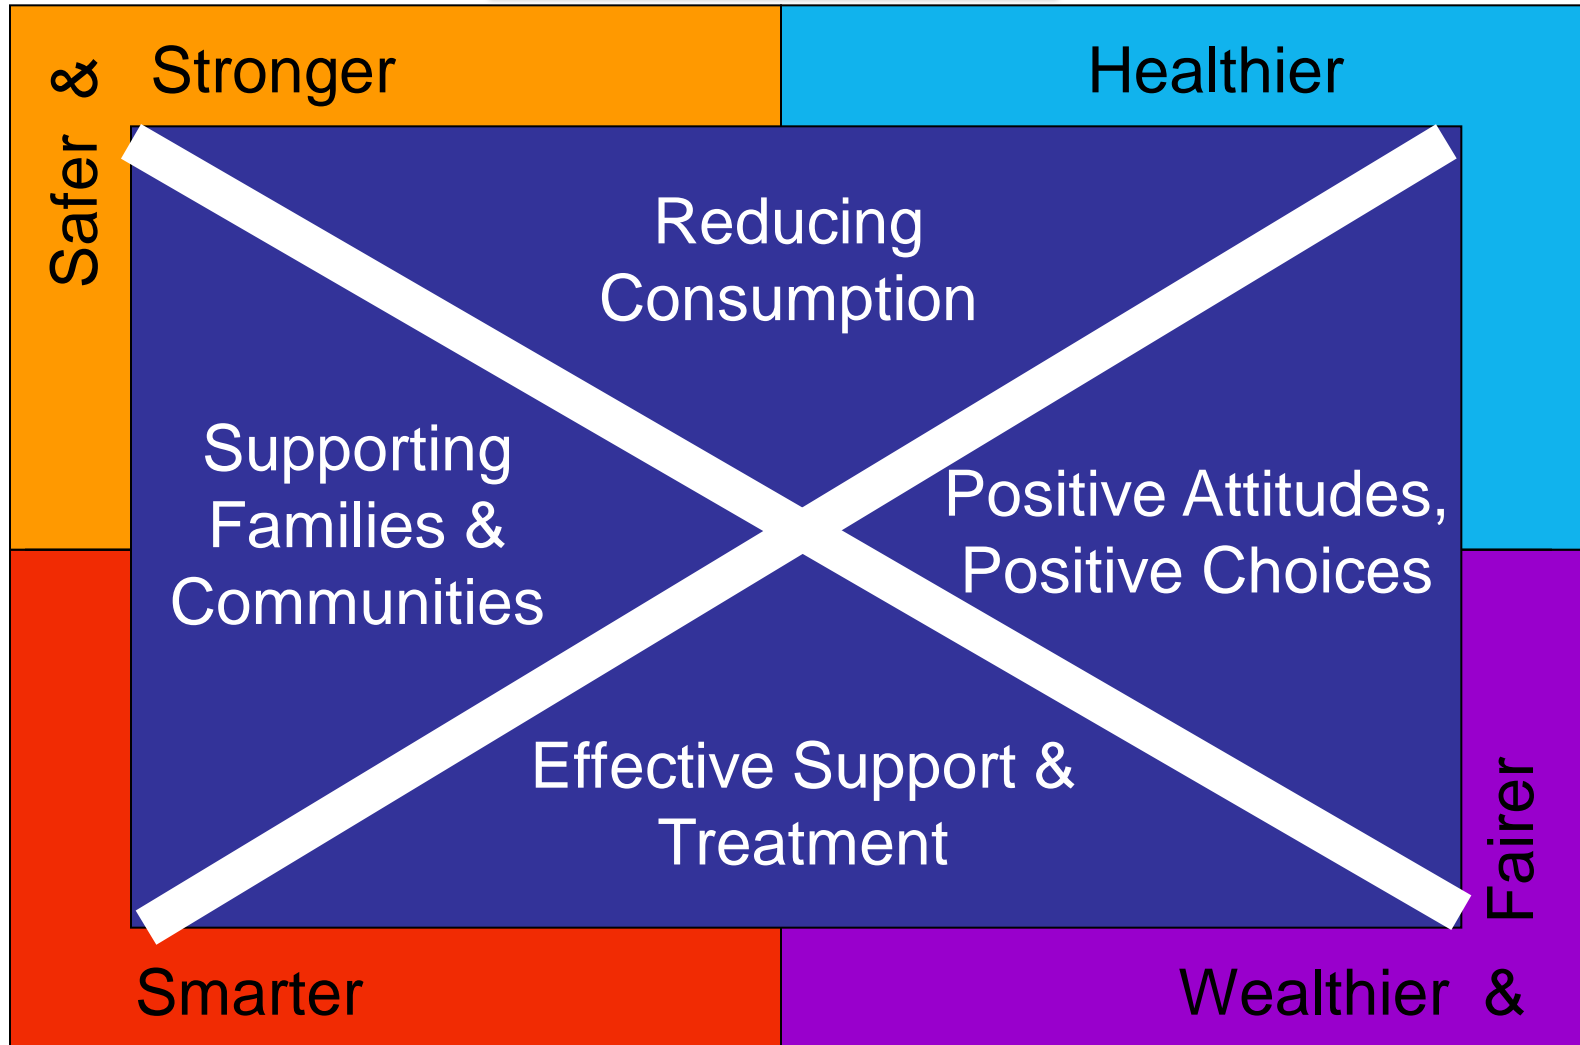 Safer &
Stronger
Healthier
Reducing
Consumption
Supporting
Families &
Communities
Positive Attitudes,
Positive Choices
Effective Support &
Treatment
Smarter
Wealthier &
Fairer